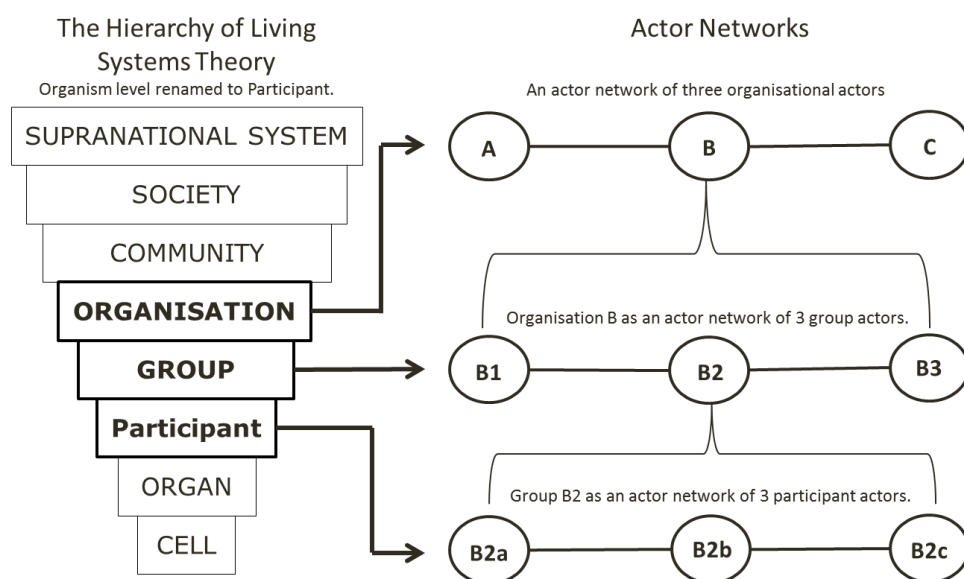 The Hierarchy of Living
Systems Theory
Organism level renamed to Participant.
SUPRANATIONAL SYSTEM
SOCIETY
COMMUNITY
ORGANISATION
GROUP
Participant
ORGAN
CELL
Actor Networks
An actor network of three organisational actors
A
B
C
Organisation B as an actor network of 3 group actors.
B1
B2
B3
Group B2 as an actor network of 3 participant actors.
B2a
B2b
B2c